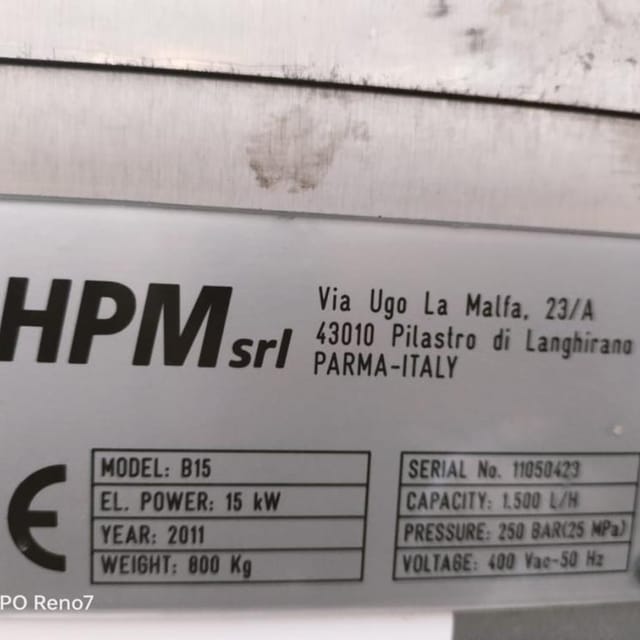 HPM srl
Via Ugo La Malfa, 23/A
43010 Pilastro di Langhirano
PARMA-ITALY
CE
MODEL: B15
EL. POWER: 15 kW
YEAR: 2011
WEIGHT: 800 Kg
SERIAL No. 11050423
CAPACITY: 1.500 L/H
PRESSURE: 250 BAR(25 MPa)
VOLTAGE: 400 Vac-50 Hz
PO Reno7